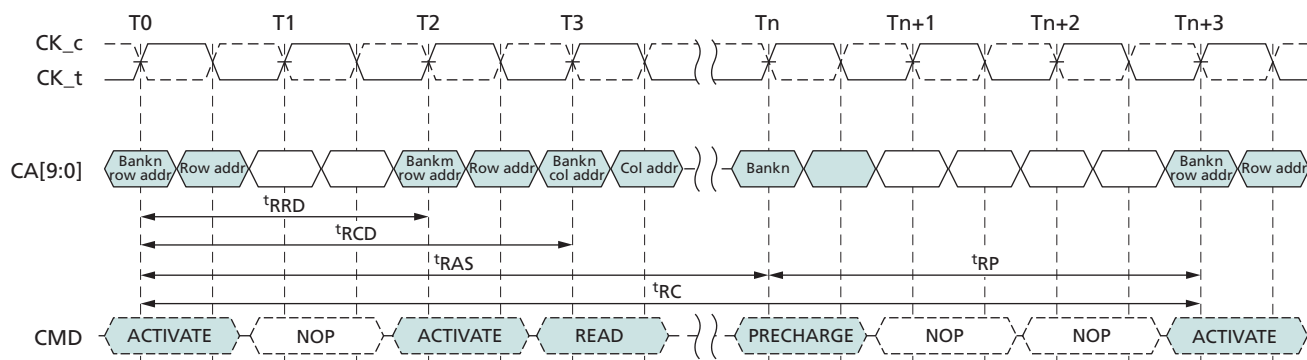 T0 T1 T2 T3 Tn Tn+1 Tn+2 Tn+3
CK_c
CK_t
CA[9:0]
Bankn row addr
Row addr
Bankm row addr
Row addr
Bankn col addr
Col addr
Bankn
Bankn row addr
Row addr
tRRD
tRCD
tRAS
tRP
tRC
CMD ACTIVATE NOP ACTIVATE READ PRECHARGE NOP NOP ACTIVATE